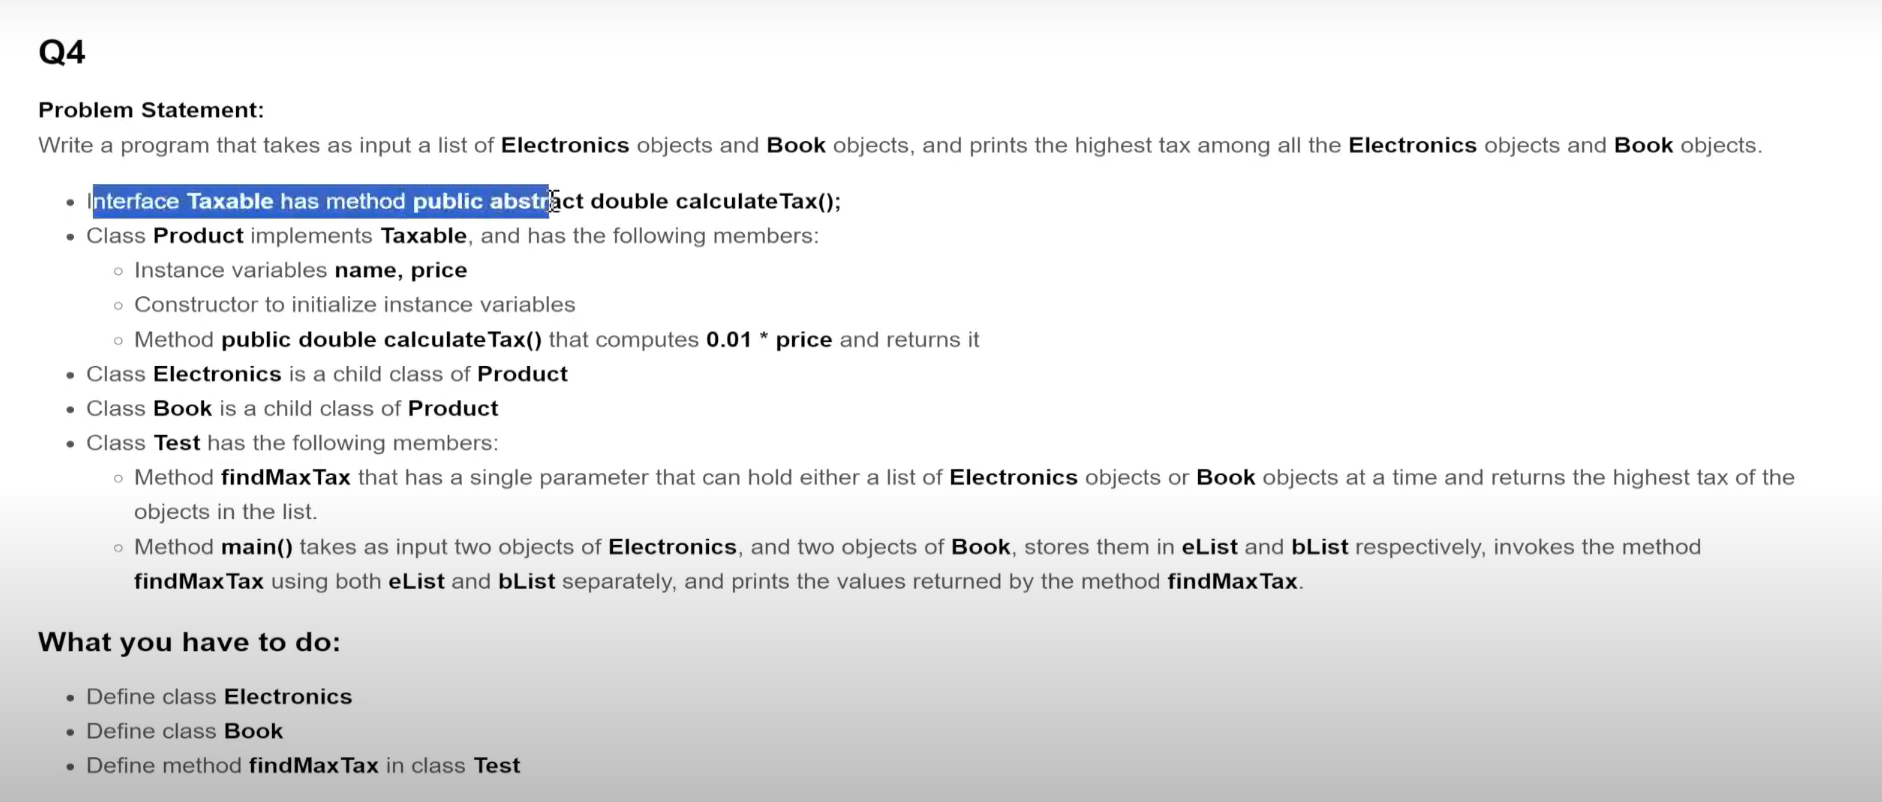 Q4
Problem Statement:
Write a program that takes as input a list of Electronics objects and Book objects, and prints the highest tax among all the Electronics objects and Book objects.
• Interface Taxable has method public abstract double calculateTax();
• Class Product implements Taxable, and has the following members:
○ Instance variables name, price
○ Constructor to initialize instance variables
○ Method public double calculateTax() that computes 0.01 * price and returns it
• Class Electronics is a child class of Product
• Class Book is a child class of Product
• Class Test has the following members:
○ Method findMaxTax that has a single parameter that can hold either a list of Electronics objects or Book objects at a time and returns the highest tax of the
objects in the list.
○ Method main() takes as input two objects of Electronics, and two objects of Book, stores them in eList and bList respectively, invokes the method
findMaxTax using both eList and bList separately, and prints the values returned by the method findMaxTax.
What you have to do:
• Define class Electronics
• Define class Book
• Define method findMaxTax in class Test